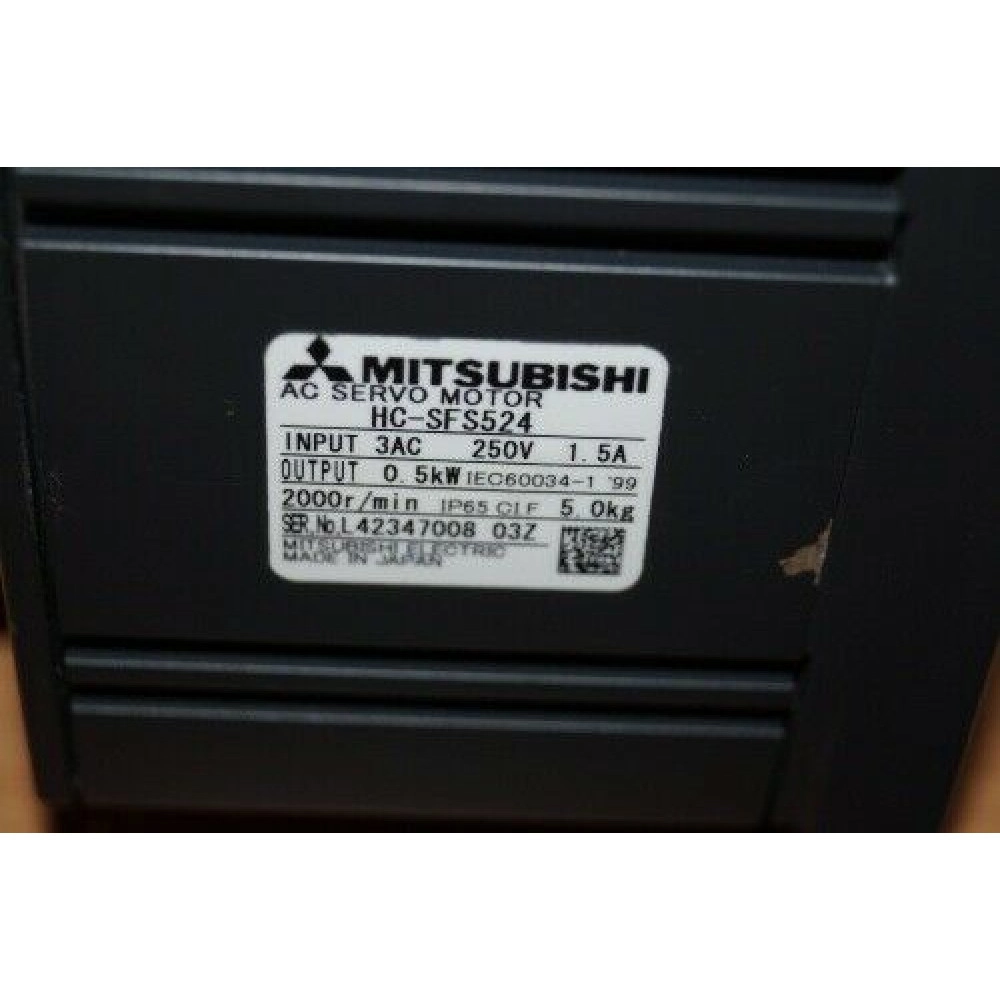 MITSUBISHI
AC SERVO MOTOR
HC-SFS524
INPUT 3AC 250V 1.5A
OUTPUT 0.5kW IEC60034-1 '99
2000r/min IP65 Cl F 5.0kg
SER.No.L42347008 03Z
MITSUBISHI ELECTRIC
MADE IN JAPAN